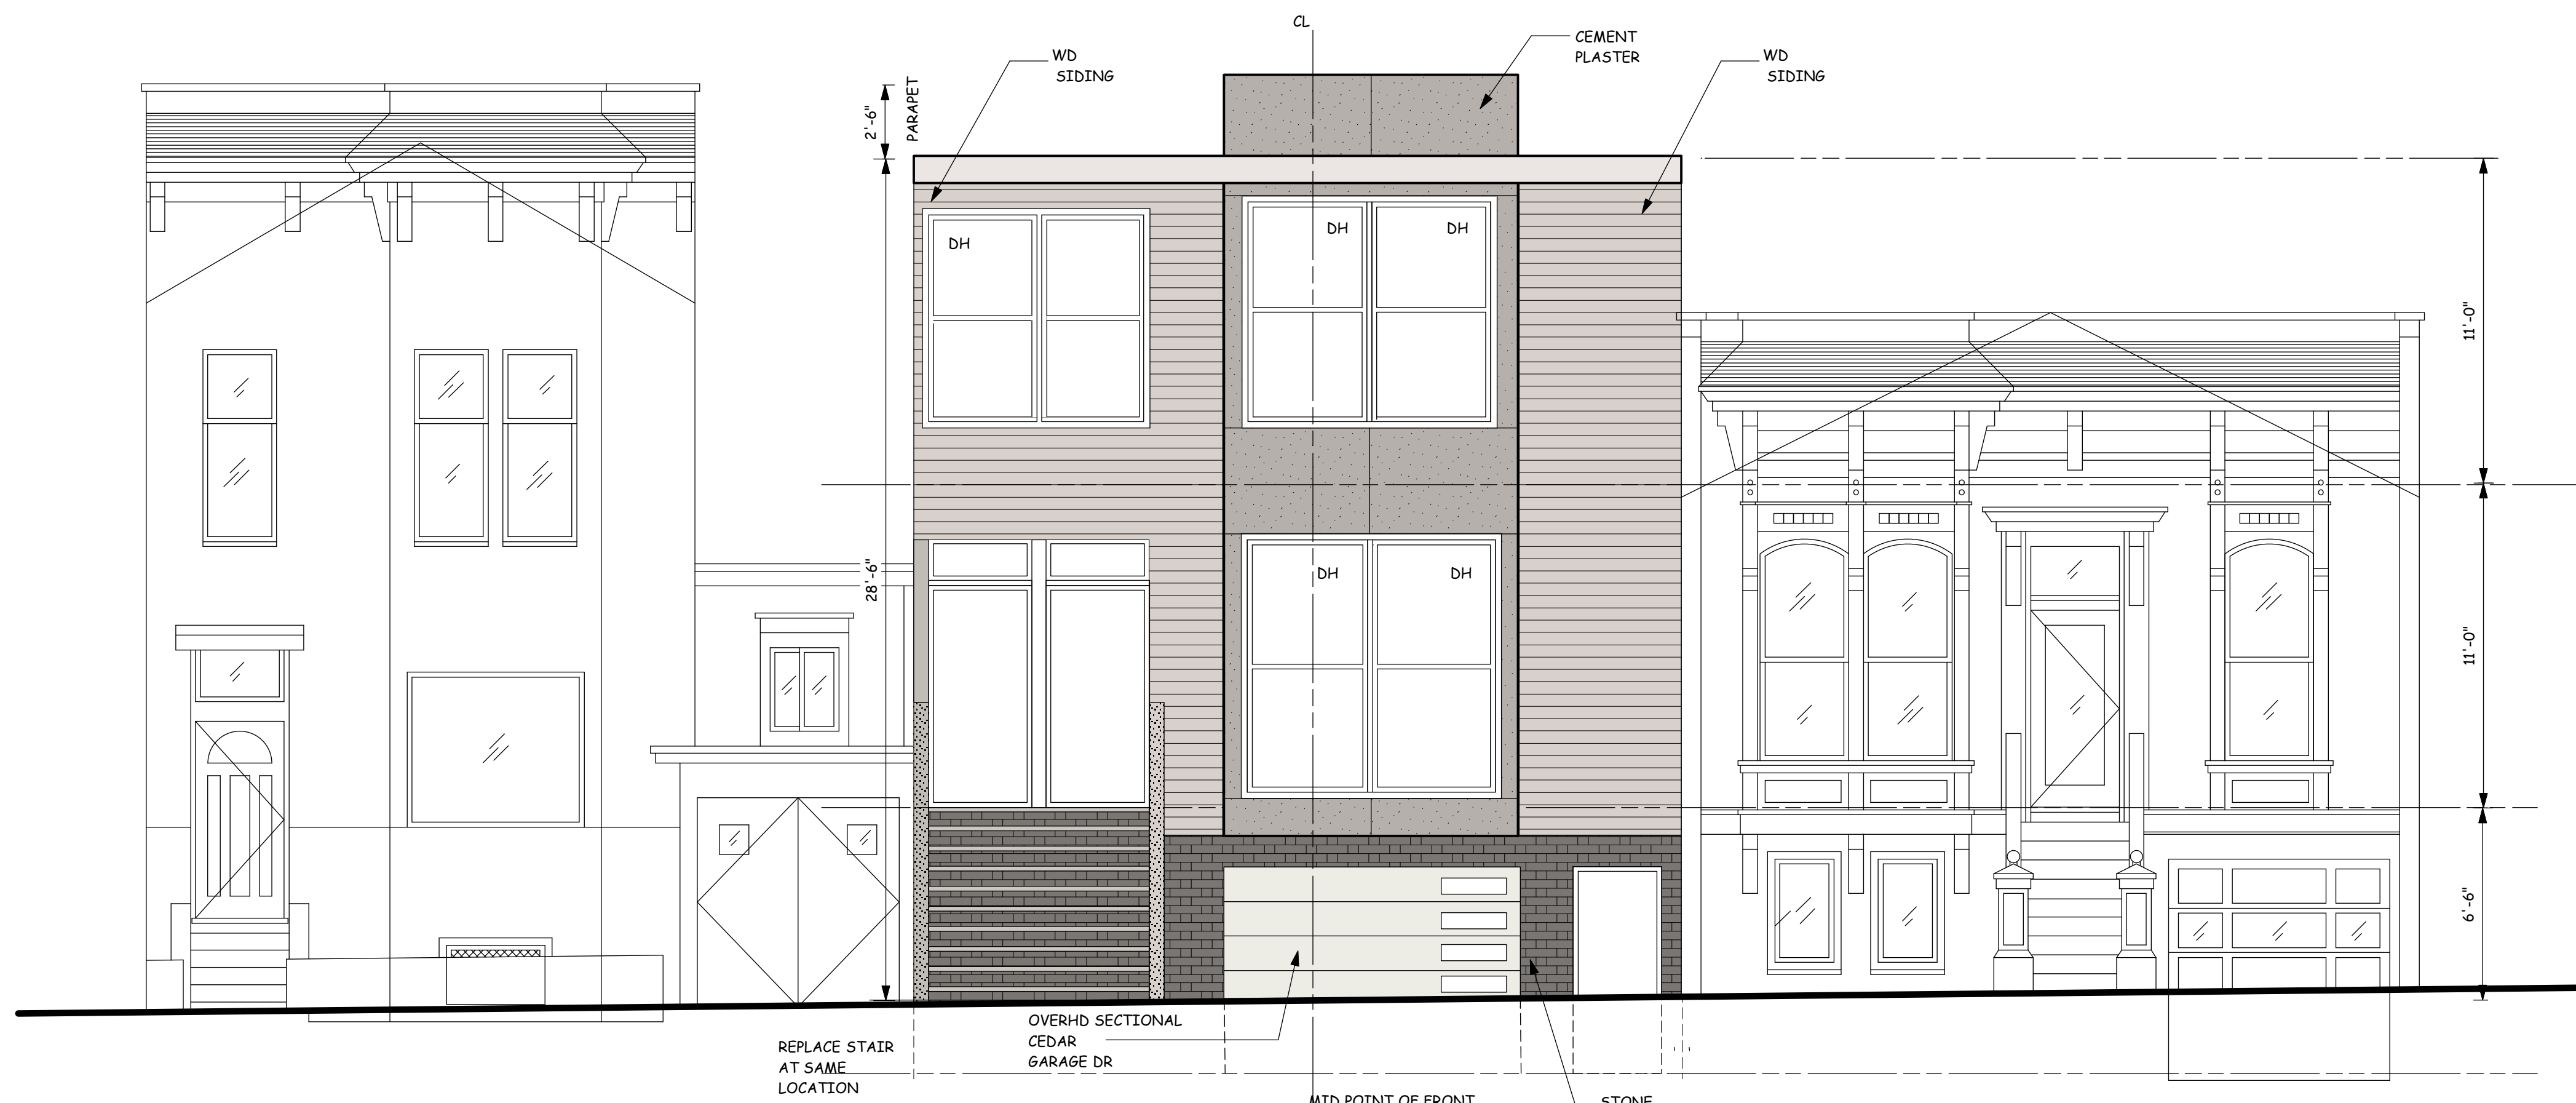 CL
CEMENT
PLASTER
WD
SIDING
WD
SIDING
2'-6"
PARAPET
DH
DH
DH
11'-0"
28'-6"
DH
DH
11'-0"
6'-6"
OVERHD SECTIONAL
CEDAR
GARAGE DR
REPLACE STAIR
AT SAME
LOCATION
MID POINT OF FRONT
STONE